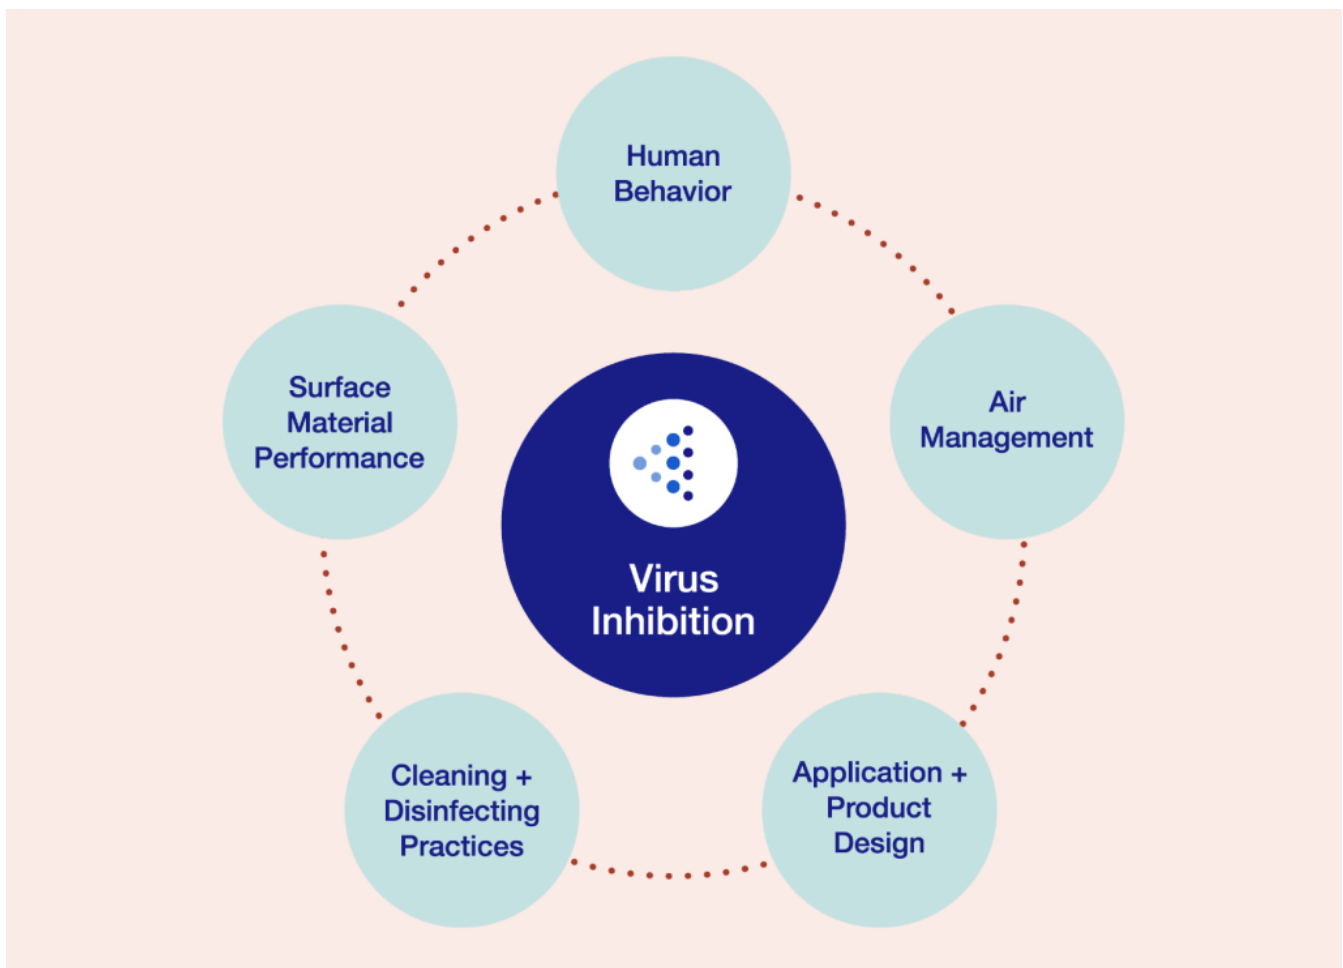 Human
Behavior
Air
Management
Application +
Product
Design
Cleaning +
Disinfecting
Practices
Surface
Material
Performance
Virus
Inhibition